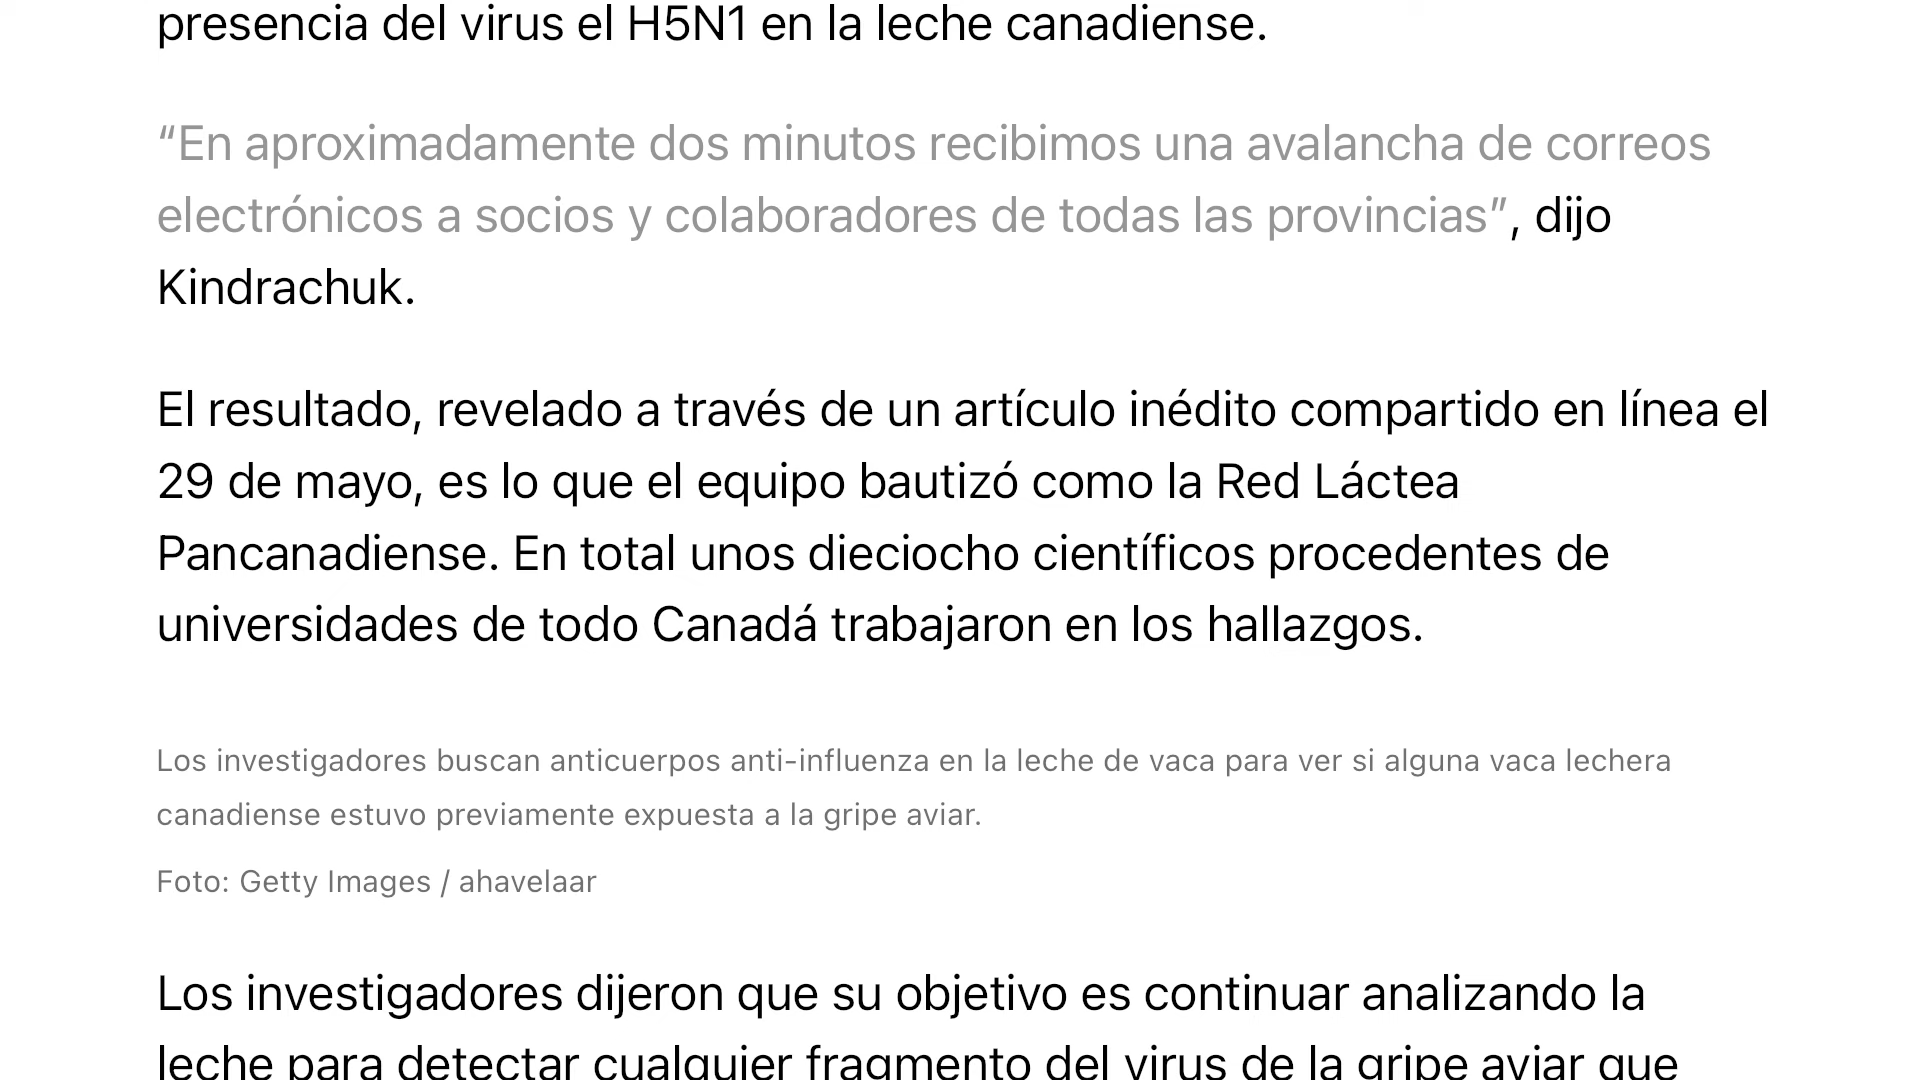 presencia del virus el H5N1 en la leche canadiense.
“En aproximadamente dos minutos recibimos una avalancha de correos
electrónicos a socios y colaboradores de todas las provincias”, dijo
Kindrachuk.
El resultado, revelado a través de un artículo inédito compartido en línea el
29 de mayo, es lo que el equipo bautizó como la Red Láctea
Pancanadiense. En total unos dieciocho científicos procedentes de
universidades de todo Canadá trabajaron en los hallazgos.
Los investigadores buscan anticuerpos anti-influenza en la leche de vaca para ver si alguna vaca lechera
canadiense estuvo previamente expuesta a la gripe aviar.
Foto: Getty Images / ahavelaar
Los investigadores dijeron que su objetivo es continuar analizando la
leche para detectar cualquier fragmento del virus de la gripe aviar que